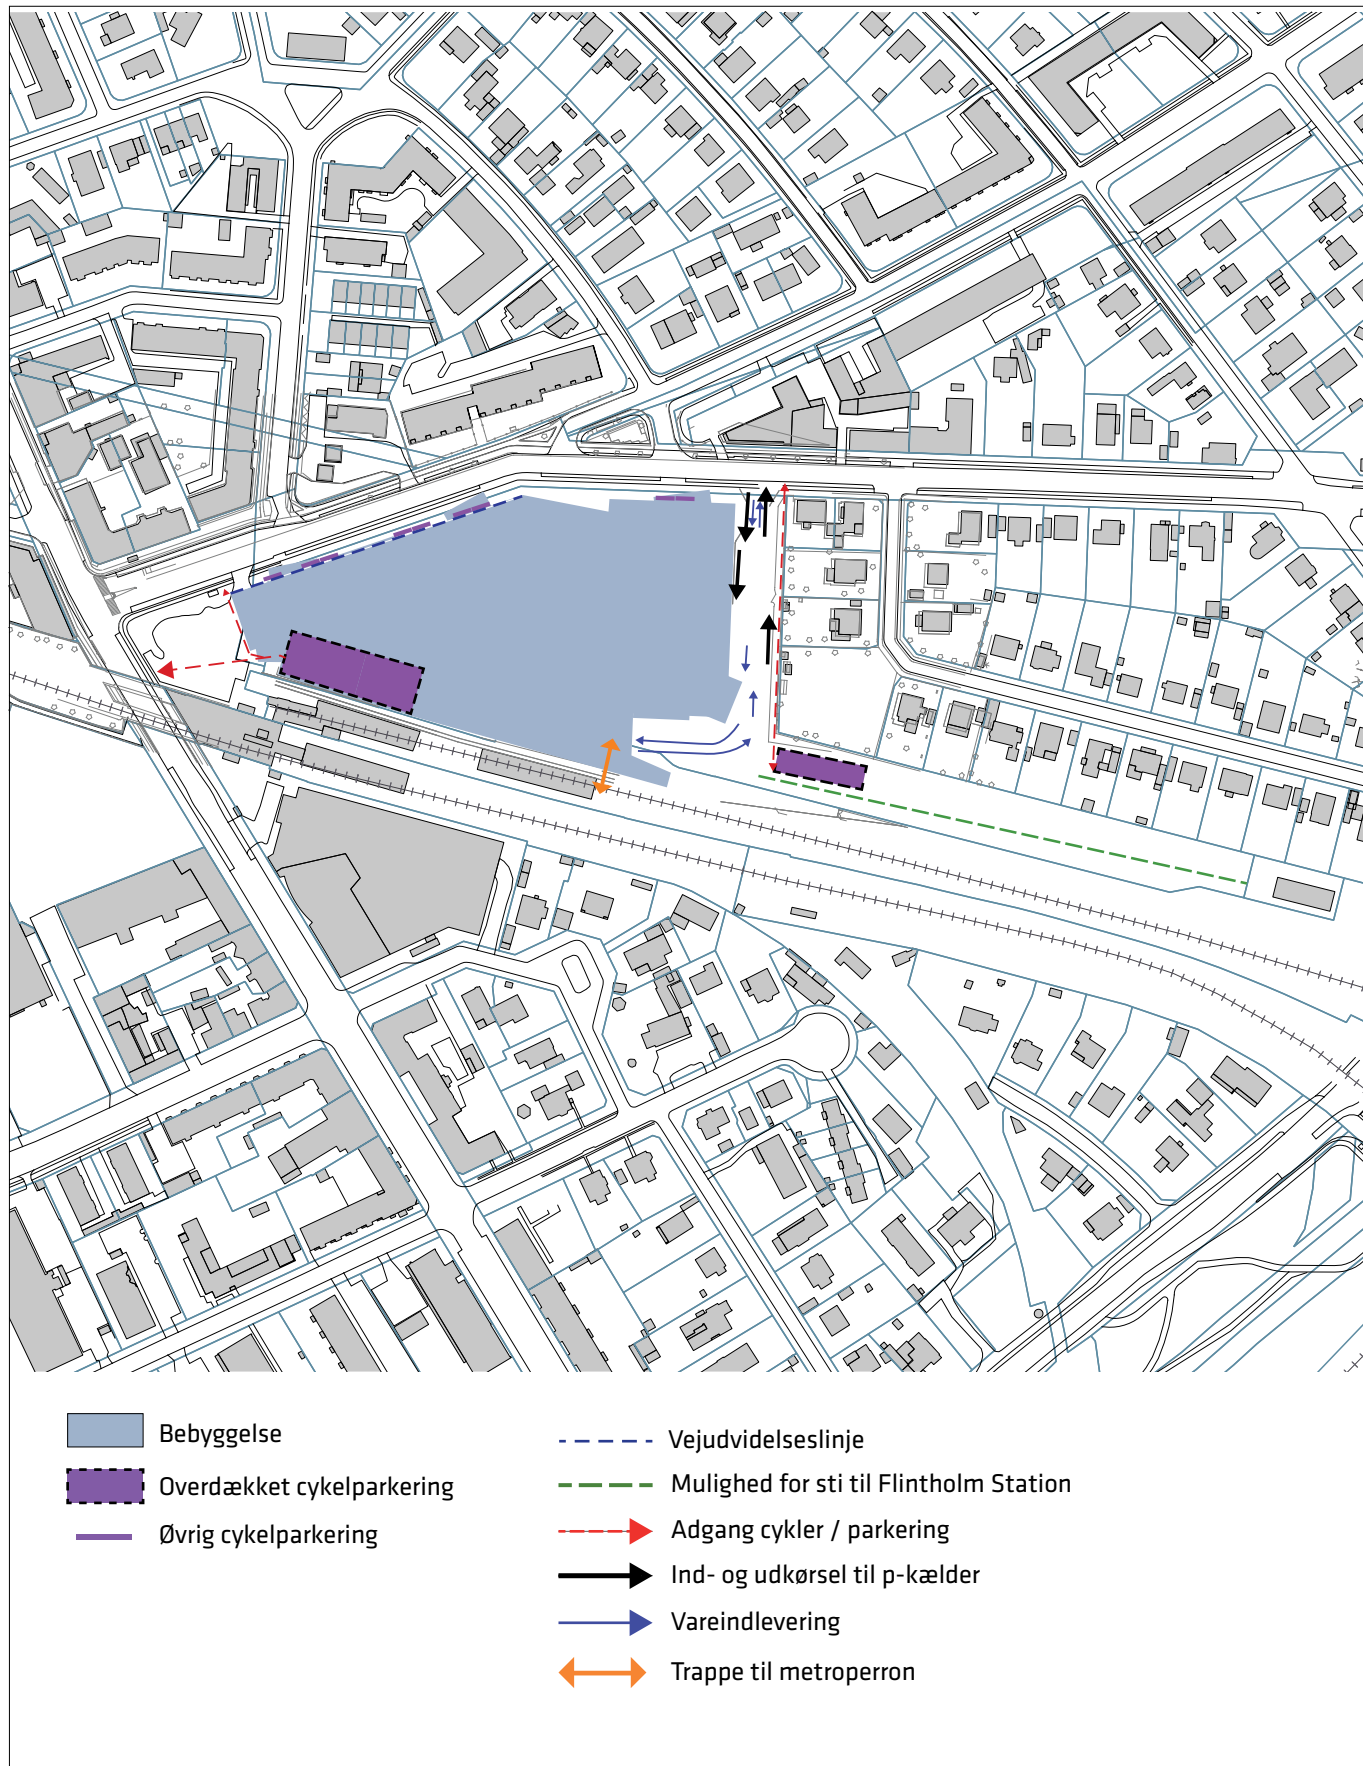 Bebyggelse
Overdækket cykelparkering
Øvrig cykelparkering
Vejudvidelseslinje
Mulighed for sti til Flintholm Station
Adgang cykler / parkering
Ind- og udkørsel til p-kælder
Vareindlevering
Trappe til metroperron